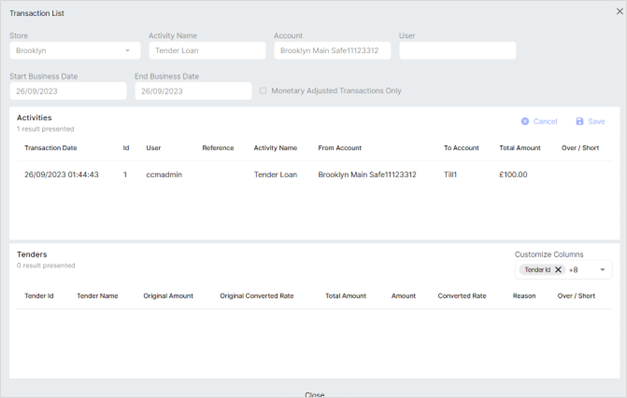 Transaction List
Store Activity Name Account User
Brooklyn Tender Loan Brooklyn Main Safe11123312
Start Business Date End Business Date
26/09/2023 26/09/2023 Monetary Adjusted Transactions Only
Activities
1 result presented
Cancel Save
Transaction Date Id User Reference Activity Name From Account To Account Total Amount Over / Short
26/09/2023 01:44:43 1 ccmadmin Tender Loan Brooklyn Main Safe11123312 Till1 £100.00
Tenders Customize Columns
0 result presented
Tender Id +8
Tender Id Tender Name Original Amount Original Converted Rate Total Amount Amount Converted Rate Reason Over / Short
Close